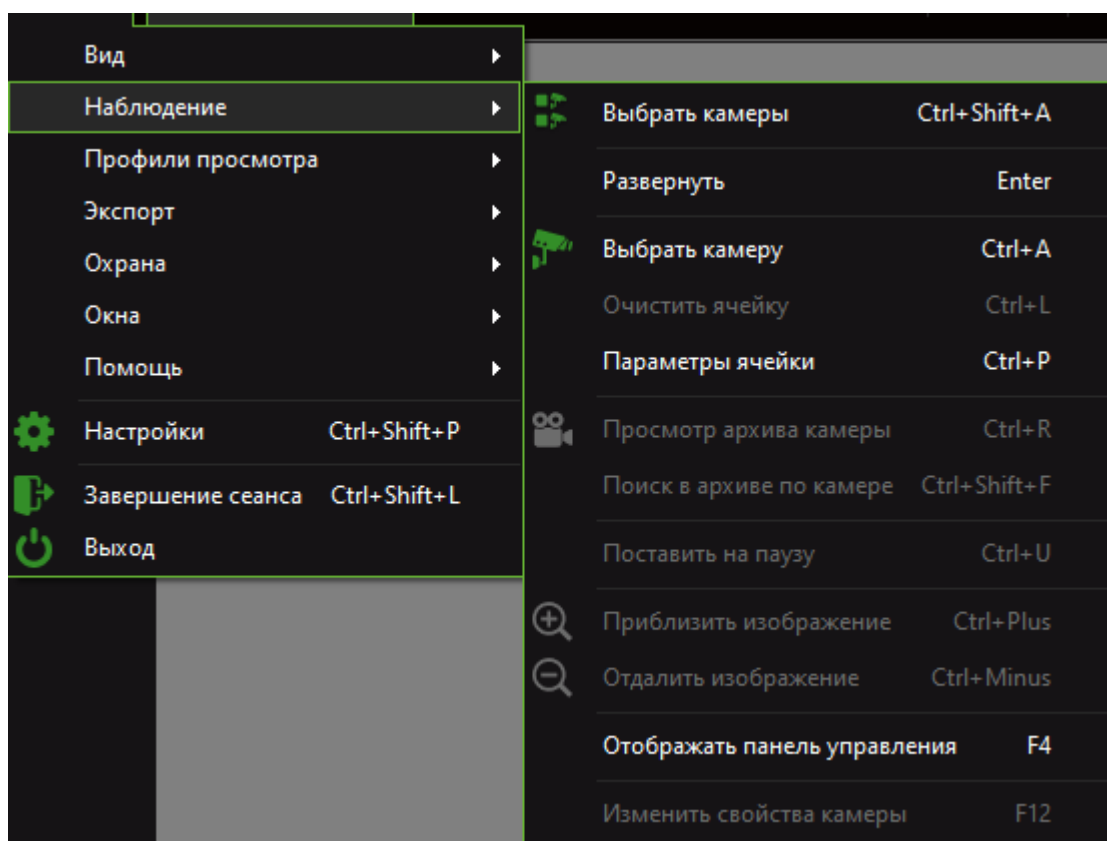 Вид
Наблюдение
Профили просмотра
Экспорт
Охрана
Окна
Помощь
Настройки Ctrl+Shift+P
Завершение сеанса Ctrl+Shift+L
Выход
Выбрать камеры Ctrl+Shift+A
Развернуть Enter
Выбрать камеру Ctrl+A
Очистить ячейку Ctrl+L
Параметры ячейки Ctrl+P
Просмотр архива камеры Ctrl+R
Поиск в архиве по камере Ctrl+Shift+F
Поставить на паузу Ctrl+U
Приблизить изображение Ctrl+Plus
Отдалить изображение Ctrl+Minus
Отображать панель управления F4
Изменить свойства камеры F12